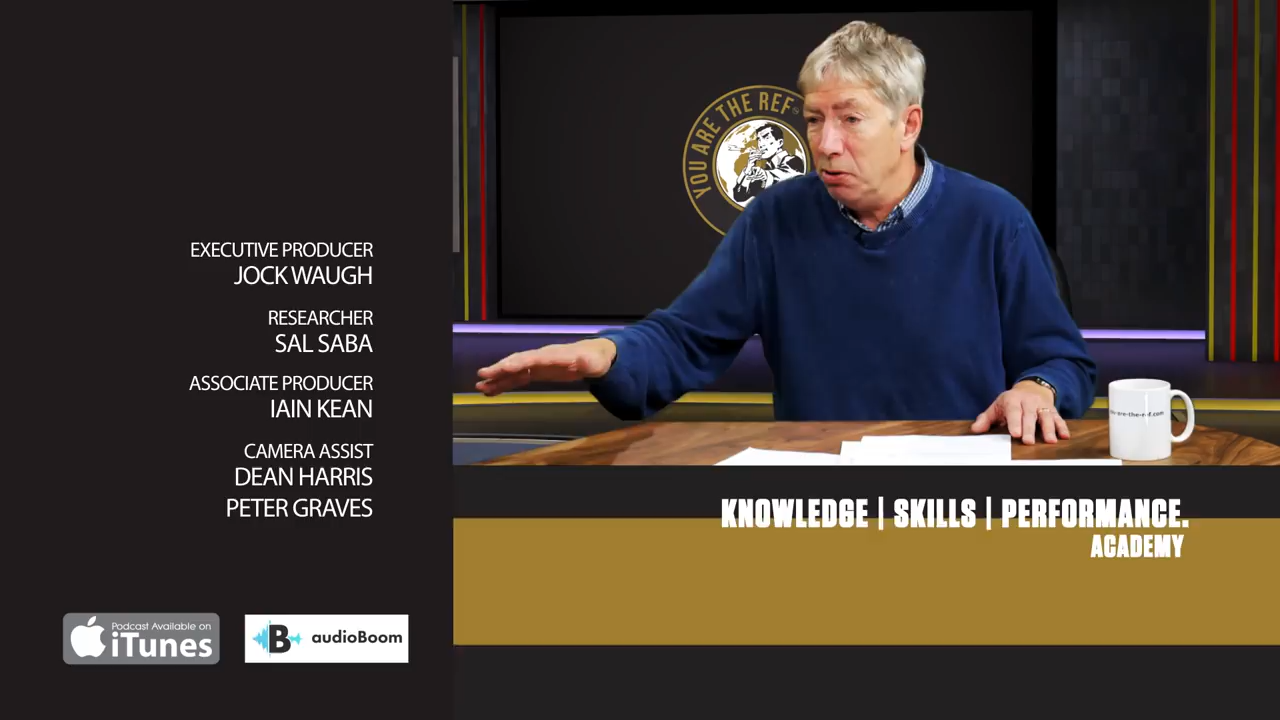 EXECUTIVE PRODUCER
JOCK WAUGH
RESEARCHER
SAL SABA
ASSOCIATE PRODUCER
IAIN KEAN
CAMERA ASSIST
DEAN HARRIS
PETER GRAVES
Podcast Available on
iTunes
B audioBoom
YOU ARE THE REF
KNOWLEDGE | SKILLS | PERFORMANCE.
ACADEMY